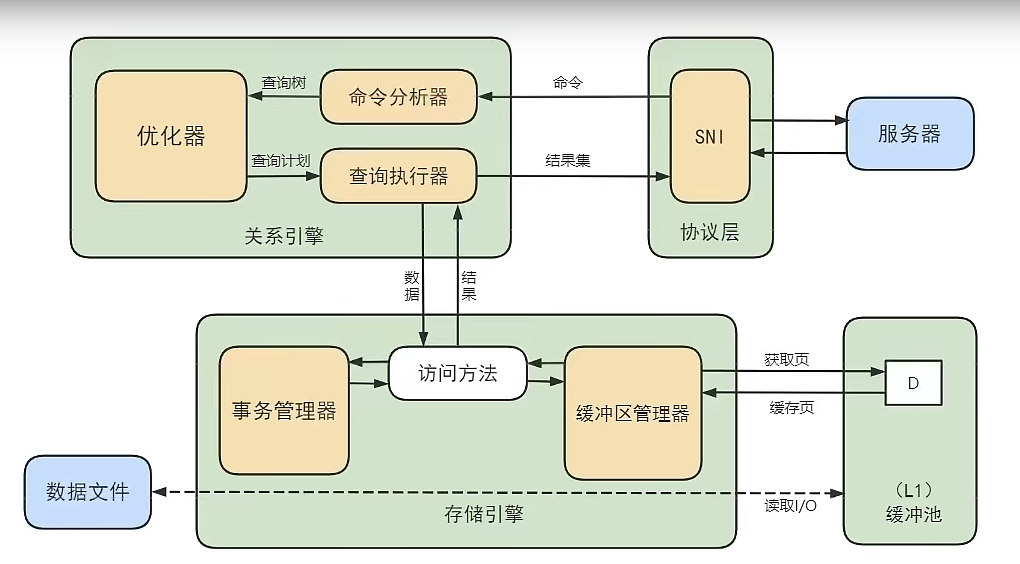 查询树
命令分析器
命令
优化器
SNI
服务器
查询计划
查询执行器
结果集
关系引擎
协议层
数据
结果
访问方法
获取页
D
事务管理器
缓冲区管理器
缓存页
数据文件
(L1)
读取I/O
缓冲池
存储引擎